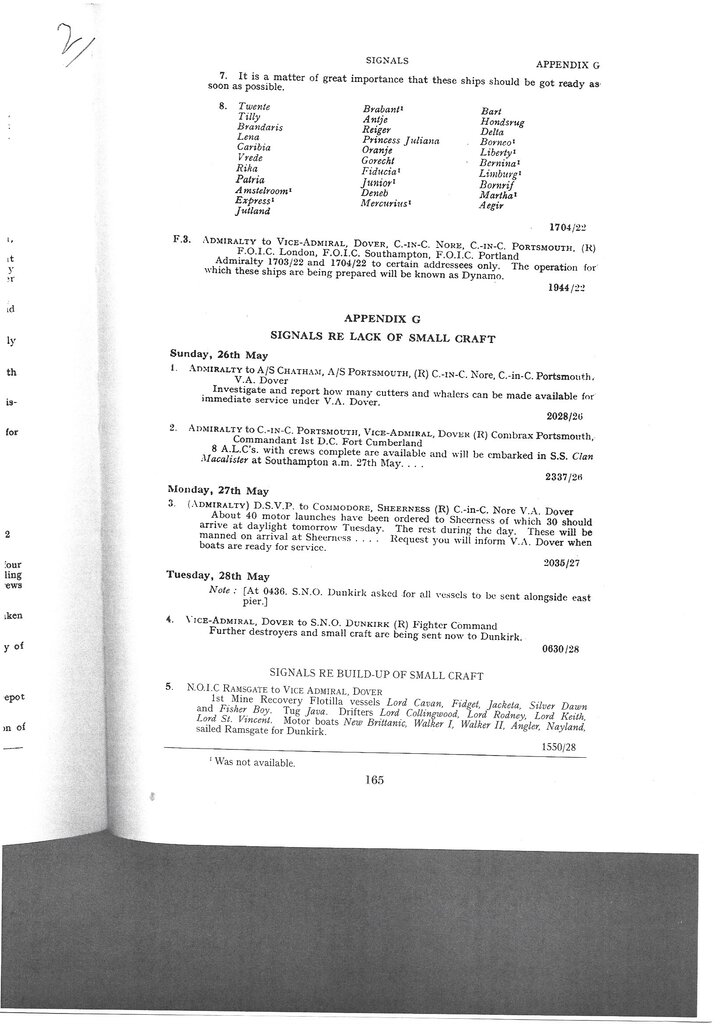 2/
SIGNALS
APPENDIX G
7. It is a matter of great importance that these ships should be got ready as
soon as possible.
8. Twente
Tilly
Brandaris
Lena
Caribia
Vrede
Rika
Patria
Amstelroom¹
Express¹
Jutland
Brabant¹
Antje
Reiger
Princess Juliana
Oranje
Gorecht
Fiducia¹
Junior¹
Deneb
Mercurius¹
Bart
Hondsrug
Delta
Borneo¹
Liberty¹
Bernina¹
Limburg¹
Bornrif
Martha¹
Aegir
1704/22
F.3. ADMIRALTY to VICE-ADMIRAL, DOVER, C.-IN-C. NORE, C.-IN-C. PORTSMOUTH, (R)
F.O.I.C. London, F.O.I.C. Southampton, F.O.I.C. Portland
Admiralty 1703/22 and 1704/22 to certain addressees only. The operation for
which these ships are being prepared will be known as Dynamo.
1944/22
APPENDIX G
SIGNALS RE LACK OF SMALL CRAFT
Sunday, 26th May
1. ADMIRALTY to A/S CHATHAM, A/S PORTSMOUTH, (R) C.-IN-C. Nore, C.-in-C. Portsmouth,
V.A. Dover
Investigate and report how many cutters and whalers can be made available for
immediate service under V.A. Dover.
2028/26
2. ADMIRALTY to C.-IN-C. PORTSMOUTH, VICE-ADMIRAL, DOVER (R) Combrax Portsmouth,
Commandant 1st D.C. Fort Cumberland
8 A.L.C's. with crews complete are available and will be embarked in S.S. Clan
Macalister at Southampton a.m. 27th May. . . .
2337/26
Monday, 27th May
3. (ADMIRALTY) D.S.V.P. to COMMODORE, SHEERNESS (R) C.-in-C. Nore V.A. Dover
About 40 motor launches have been ordered to Sheerness of which 30 should
arrive at daylight tomorrow Tuesday. The rest during the day. These will be
manned on arrival at Sheerness . . . . Request you will inform V.A. Dover when
boats are ready for service.
2035/27
Tuesday, 28th May
Note : [At 0436. S.N.O. Dunkirk asked for all vessels to be sent alongside east
pier.]
4. VICE-ADMIRAL, DOVER to S.N.O. DUNKIRK (R) Fighter Command
Further destroyers and small craft are being sent now to Dunkirk.
0630/28
SIGNALS RE BUILD-UP OF SMALL CRAFT
5. N.O.I.C RAMSGATE to VICE ADMIRAL, DOVER
1st Mine Recovery Flotilla vessels Lord Cavan, Fidget, Jacketa, Silver Dawn
and Fisher Boy. Tug Java. Drifters Lord Collingwood, Lord Rodney, Lord Keith,
Lord St. Vincent. Motor boats New Brittanic, Walker I, Walker II, Angler, Nayland,
sailed Ramsgate for Dunkirk.
1550/28
¹ Was not available.
165
it
y
id
ly
th
is-
for
2
ling
ews
iken
y of
epot
on of